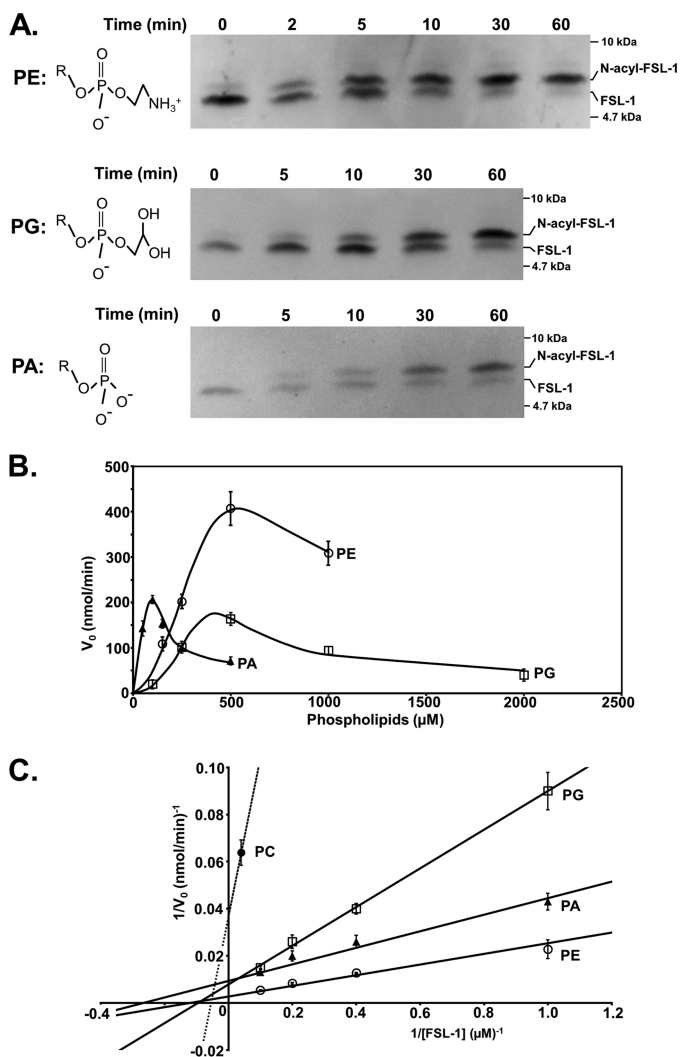 A.
Time (min) 0 2 5 10 30 60
PE:
R O P O O O⁻ NH₃⁺
10 kDa
N-acyl-FSL-1
FSL-1
4.7 kDa
Time (min) 0 5 10 30 60
PG:
R O P O O O⁻ OH OH
10 kDa
N-acyl-FSL-1
FSL-1
4.7 kDa
Time (min) 0 5 10 30 60
PA:
R O P O O⁻ O⁻
10 kDa
N-acyl-FSL-1
FSL-1
4.7 kDa
B.
500
400
300
200
100
0
V₀ (nmol/min)
PE
PA
PG
0 500 1000 1500 2000 2500
Phospholipids (µM)
C.
0.10
0.08
0.06
0.04
0.02
-0.02
1/V₀ (nmol/min)⁻¹
PC
PG
PA
PE
-0.4 0 0.2 0.4 0.6 0.8 1.0 1.2
1/[FSL-1] (µM)⁻¹